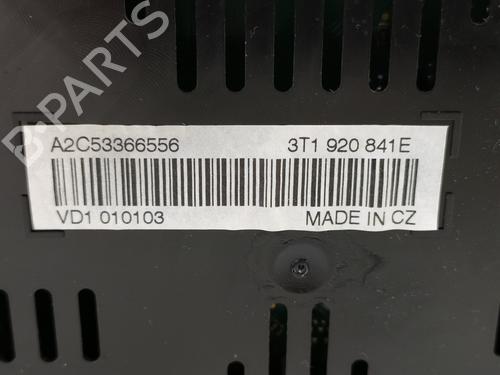 B-PARTS
A2C53366556 3T1 920 841E
VD1 010103 MADE IN CZ